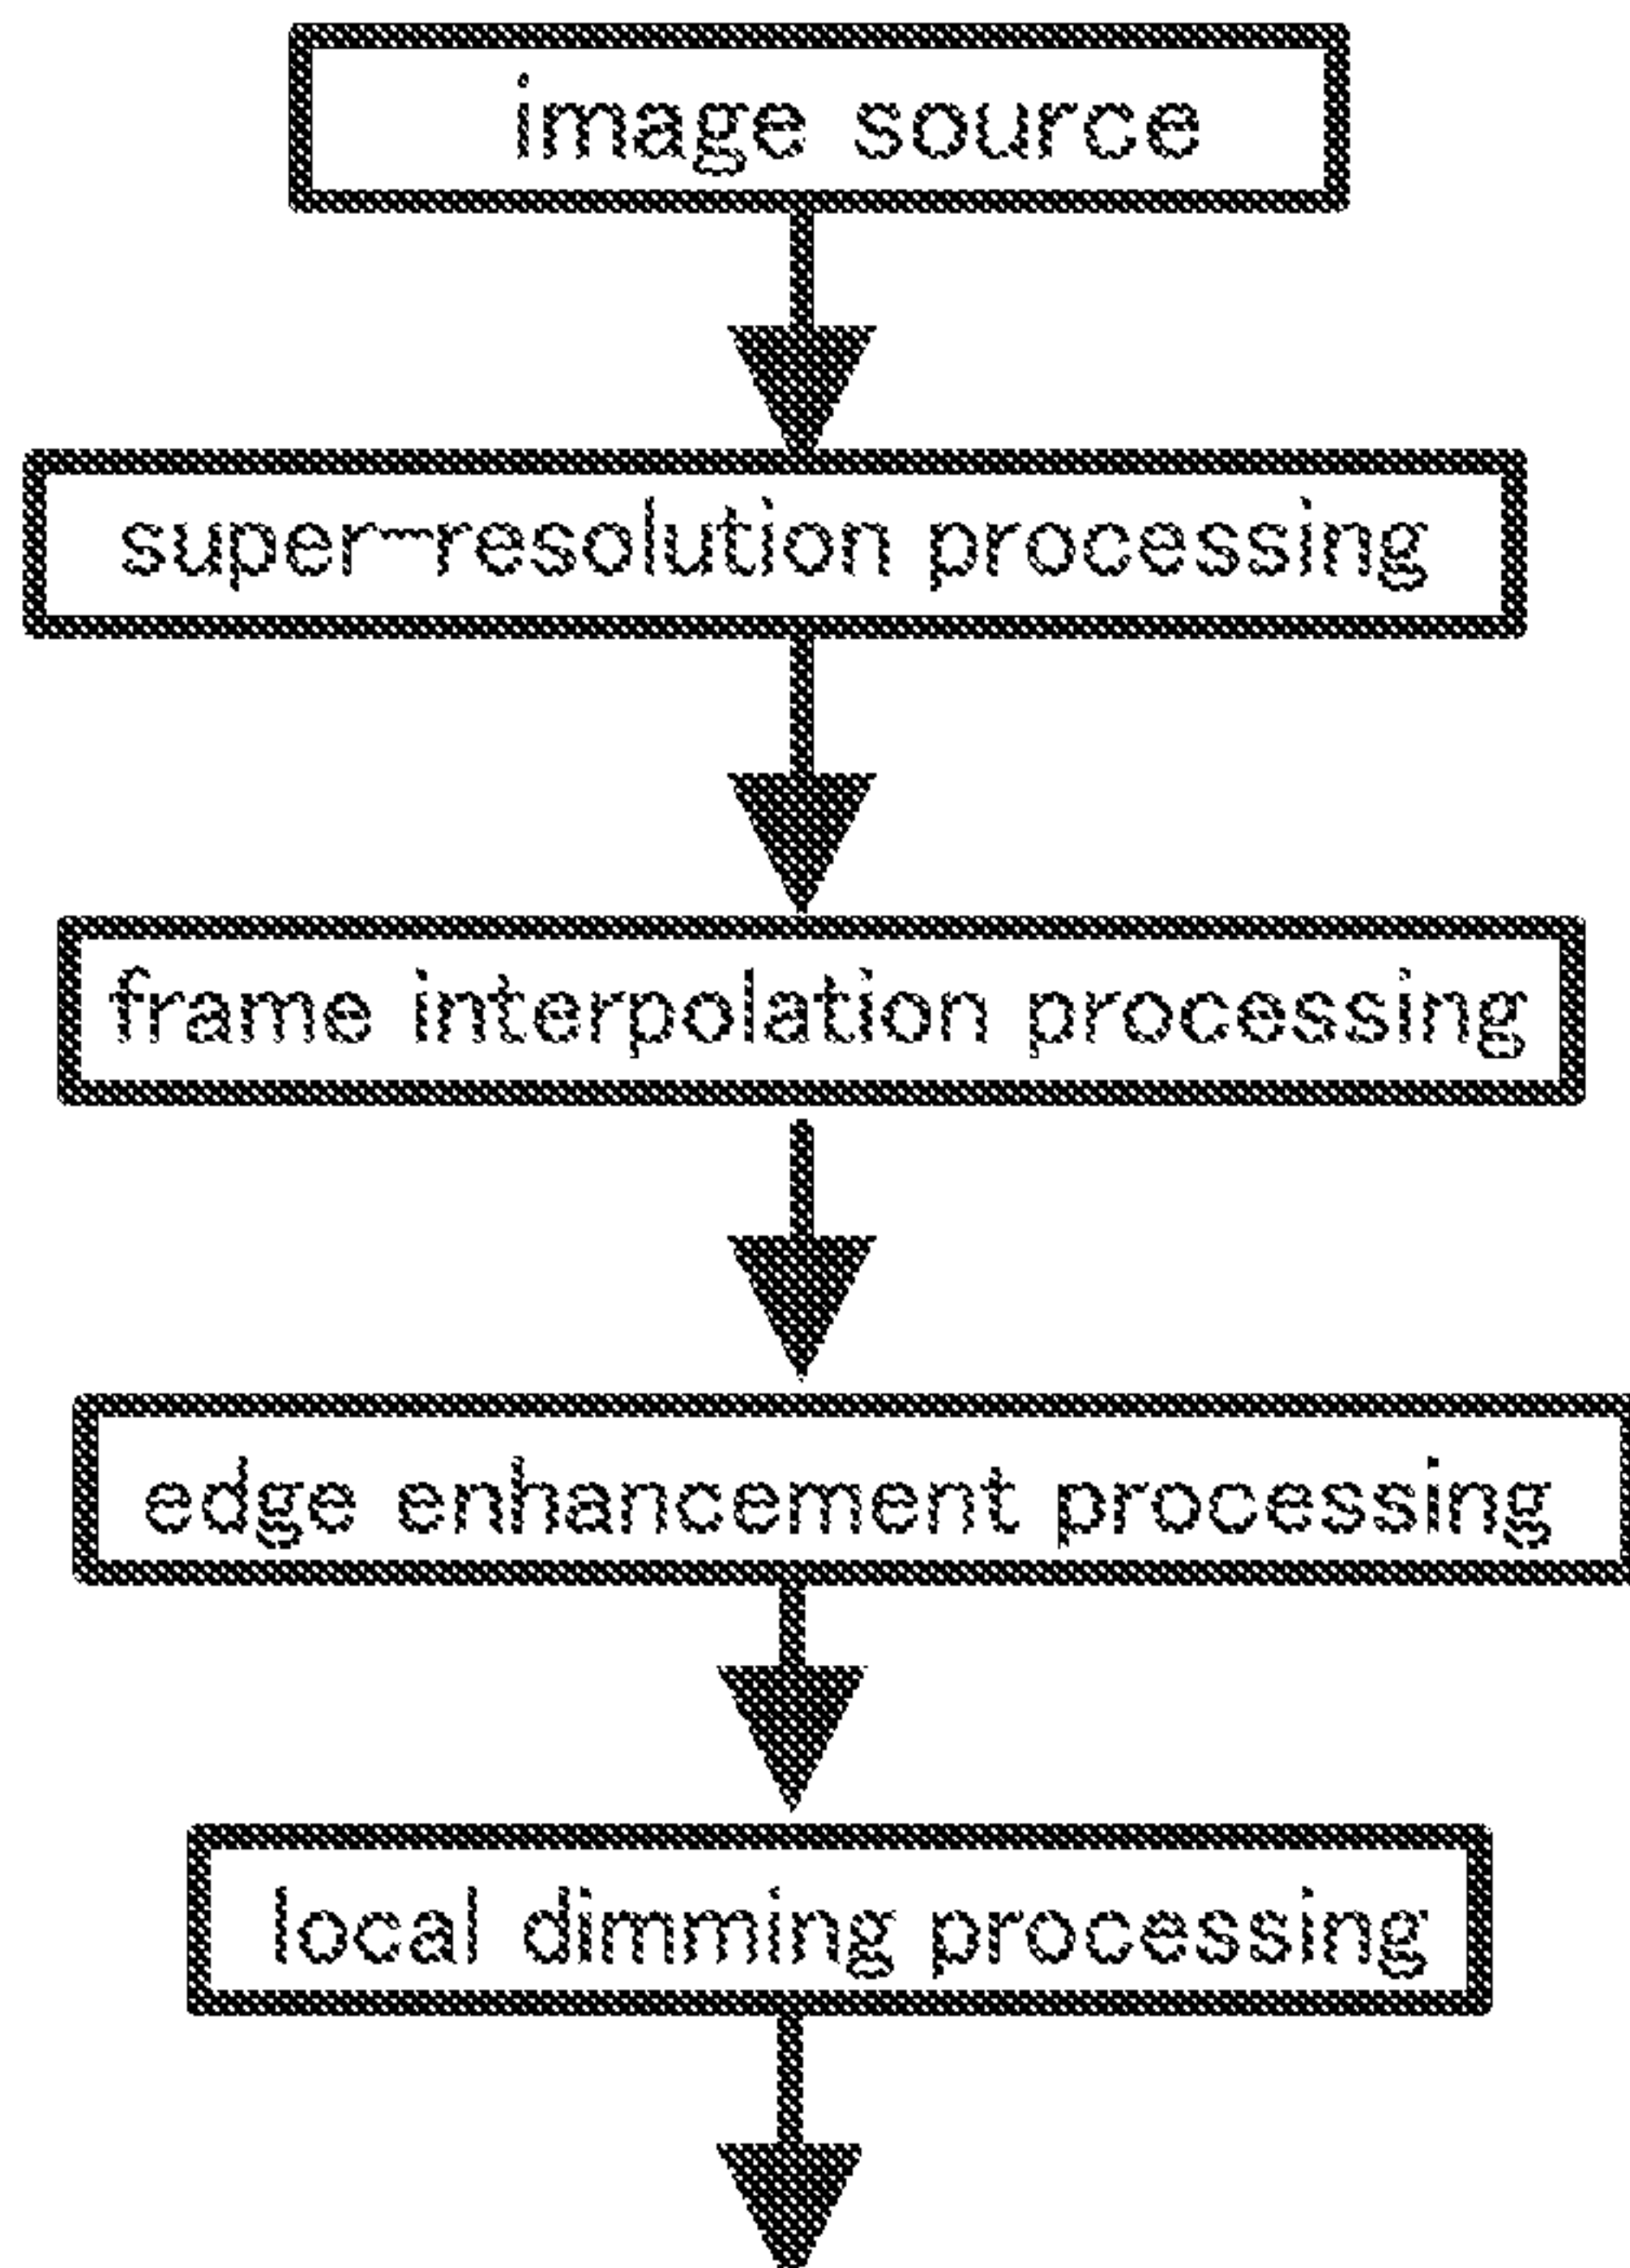 image source
super-resolution processing
frame interpolation processing
edge enhancement processing
local dimming processing